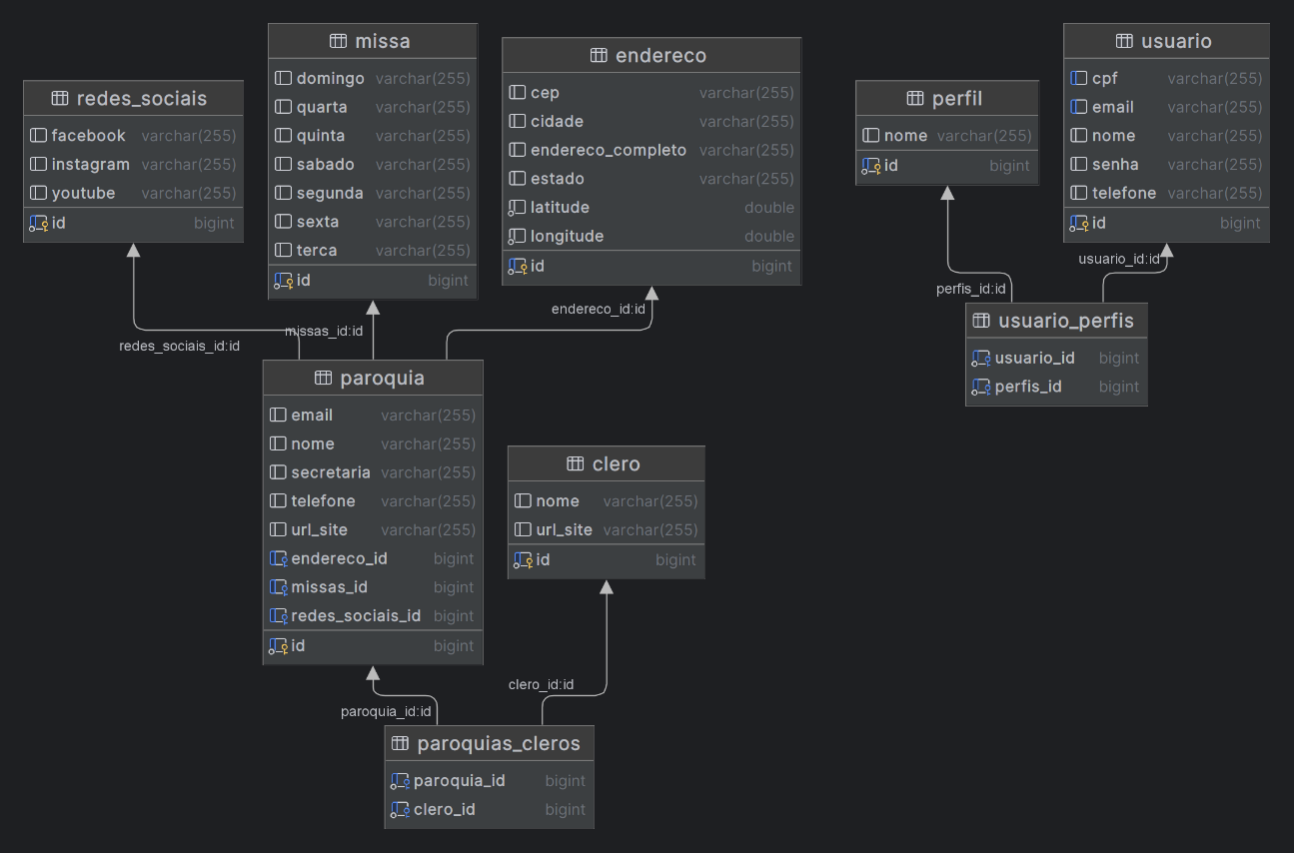 redes_sociais
facebook varchar(255)
instagram varchar(255)
youtube varchar(255)
id bigint
missa
domingo varchar(255)
quarta varchar(255)
quinta varchar(255)
sabado varchar(255)
segunda varchar(255)
sexta varchar(255)
terca varchar(255)
id bigint
endereco
cep varchar(255)
cidade varchar(255)
endereco_completo varchar(255)
estado varchar(255)
latitude double
longitude double
id bigint
perfil
nome varchar(255)
id bigint
usuario
cpf varchar(255)
email varchar(255)
nome varchar(255)
senha varchar(255)
telefone varchar(255)
id bigint
redes_sociais_id:id
missas_id:id
endereco_id:id
perfis_id:id
usuario_id:id
usuario_perfis
usuario_id bigint
perfis_id bigint
paroquia
email varchar(255)
nome varchar(255)
secretaria varchar(255)
telefone varchar(255)
url_site varchar(255)
endereco_id bigint
missas_id bigint
redes_sociais_id bigint
id bigint
clero
nome varchar(255)
url_site varchar(255)
id bigint
paroquia_id:id
clero_id:id
paroquias_cleros
paroquia_id bigint
clero_id bigint